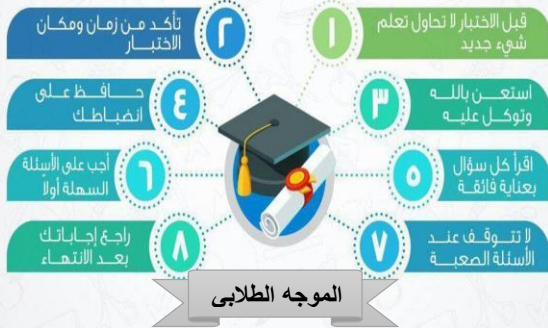 ١
قبل الاختبار لا تحاول تعلم
شيء جديد
٢
تأكد من زمان ومكان
الاختبار
٣
استعن بالله
وتوكل عليه
٤
حافظ على
انضباطك
٥
اقرأ كل سؤال
بعناية فائقة
٦
أجب على الأسئلة
السهلة أولًا
٧
لا تتوقف عند
الأسئلة الصعبة
٨
راجع إجاباتك
بعد الانتهاء
الموجه الطلابى